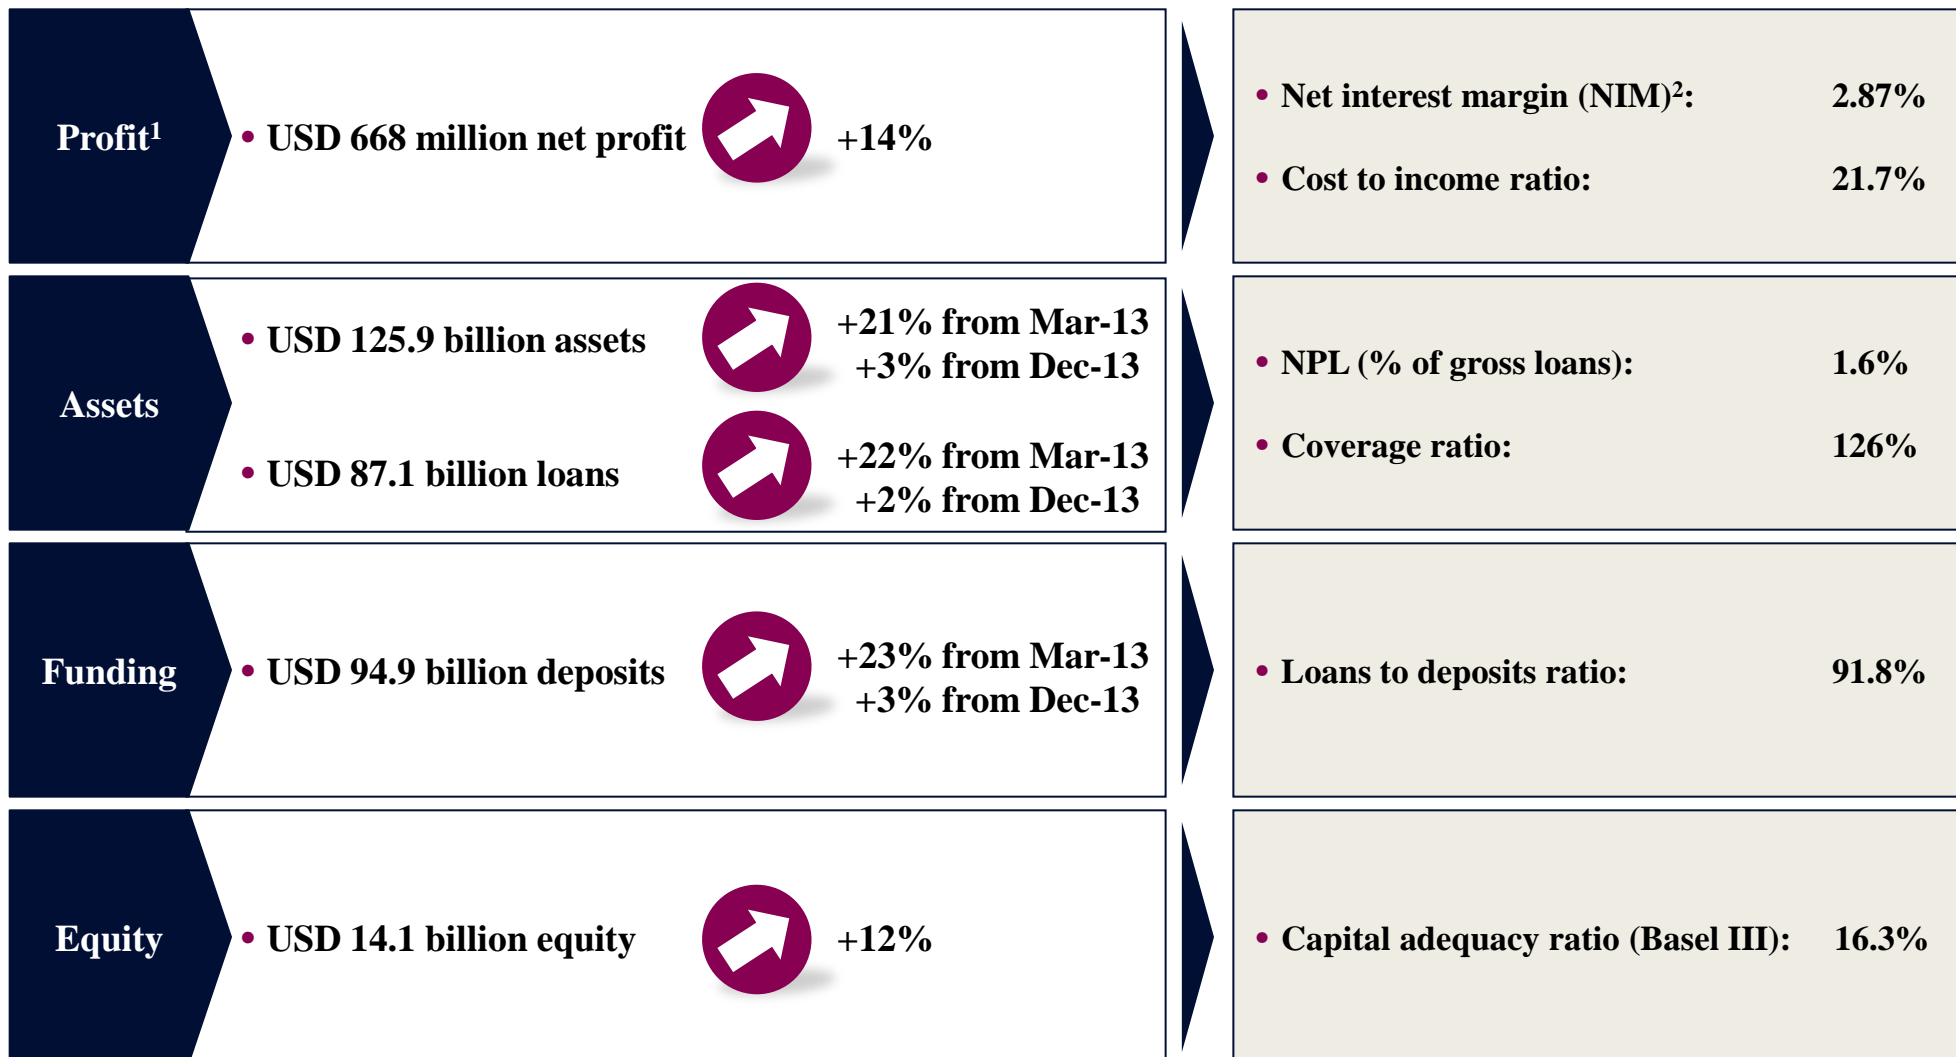 Profit¹
• USD 668 million net profit
+14%
• Net interest margin (NIM)²: 2.87%
• Cost to income ratio: 21.7%
Assets
• USD 125.9 billion assets
+21% from Mar-13
+3% from Dec-13
• USD 87.1 billion loans
+22% from Mar-13
+2% from Dec-13
• NPL (% of gross loans): 1.6%
• Coverage ratio: 126%
Funding
• USD 94.9 billion deposits
+23% from Mar-13
+3% from Dec-13
• Loans to deposits ratio: 91.8%
Equity
• USD 14.1 billion equity
+12%
• Capital adequacy ratio (Basel III): 16.3%